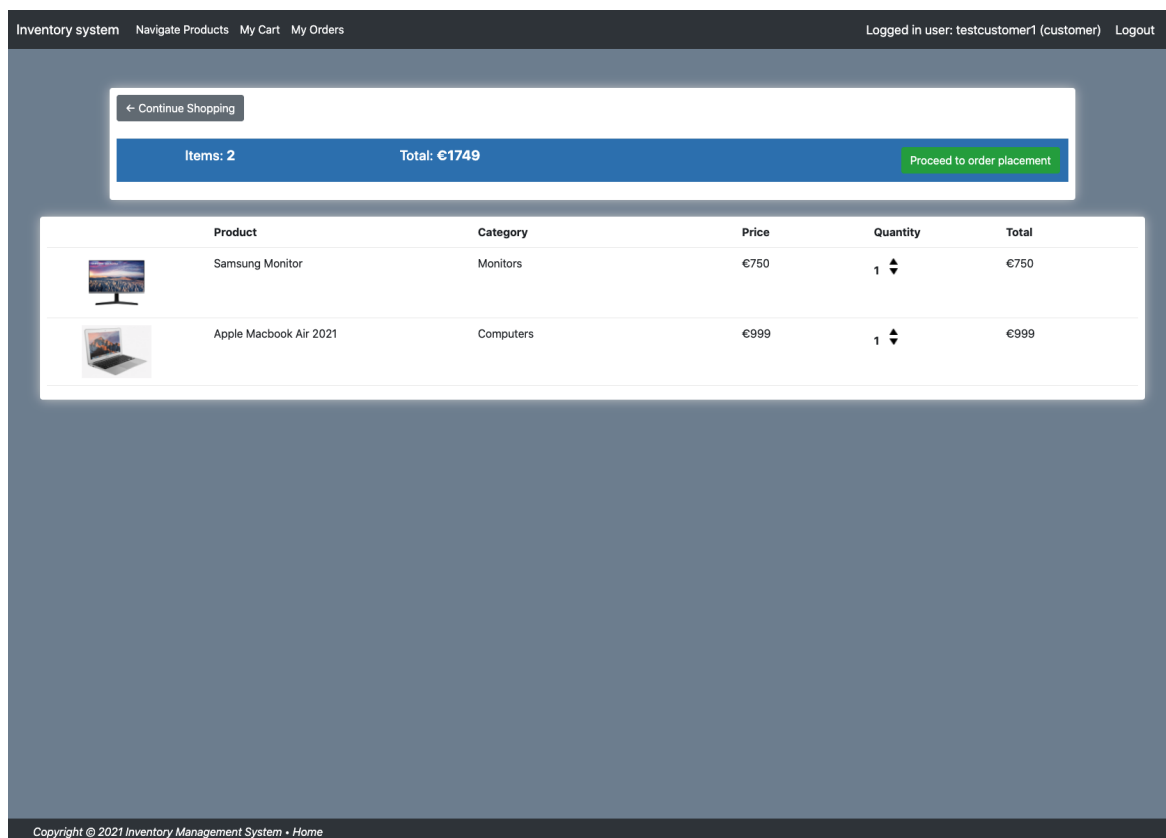 Inventory system Navigate Products My Cart My Orders Logged in user: testcustomer1 (customer) Logout
← Continue Shopping
Items: 2 Total: €1749 Proceed to order placement
Product Category Price Quantity Total
Samsung Monitor Monitors €750 1 €750
Apple Macbook Air 2021 Computers €999 1 €999
Copyright © 2021 Inventory Management System • Home